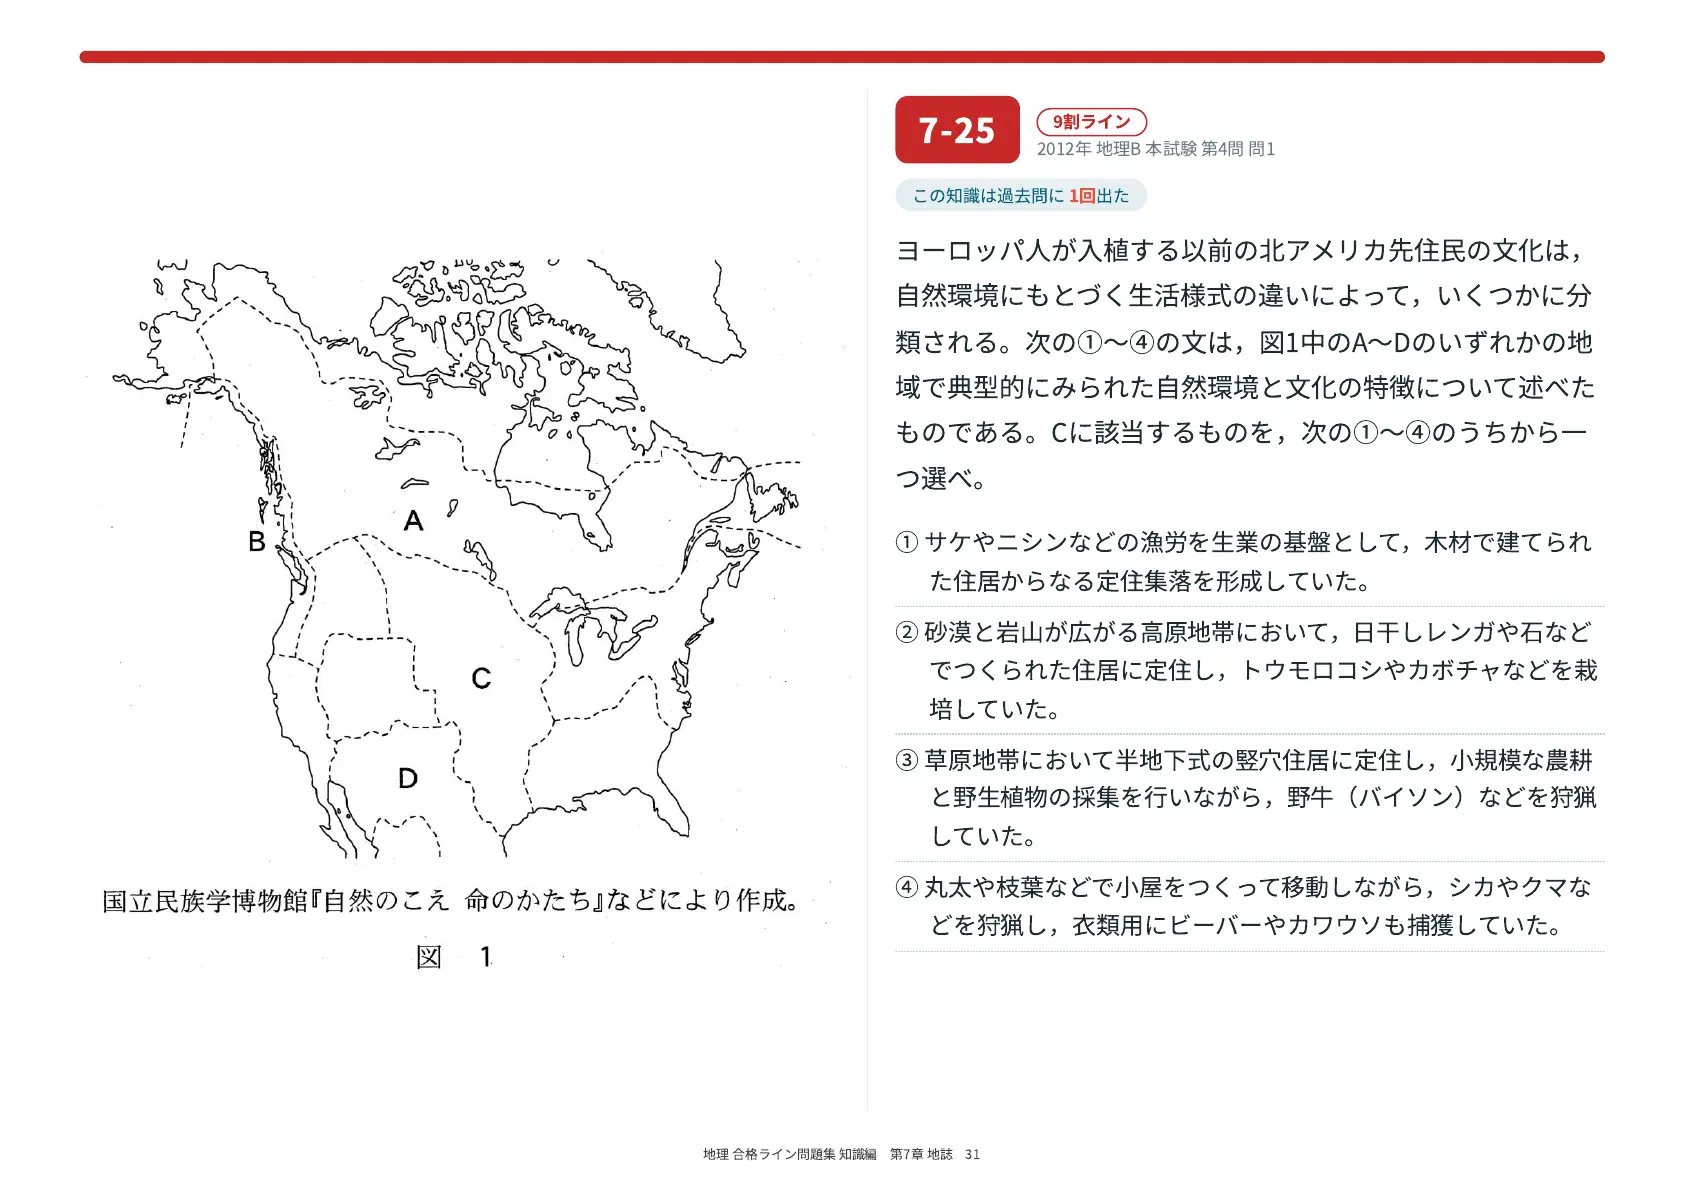 7-25
9割ライン
2012年 地理B 本試験 第4問 問1
この知識は過去問に 1回出た
ヨーロッパ人が入植する以前の北アメリカ先住民の文化は，
自然環境にもとづく生活様式の違いによって，いくつかに分
類される。次の①〜④の文は，図1中のA〜Dのいずれかの地
域で典型的にみられた自然環境と文化の特徴について述べた
ものである。Cに該当するものを，次の①〜④のうちから一
つ選べ。
① サケやニシンなどの漁労を生業の基盤として，木材で建てられ
た住居からなる定住集落を形成していた。
② 砂漠と岩山が広がる高原地帯において，日干しレンガや石など
でつくられた住居に定住し，トウモロコシやカボチャなどを栽
培していた。
③ 草原地帯において半地下式の竪穴住居に定住し，小規模な農耕
と野生植物の採集を行いながら，野牛（バイソン）などを狩猟
していた。
④ 丸太や枝葉などで小屋をつくって移動しながら，シカやクマな
どを狩猟し，衣類用にビーバーやカワウソも捕獲していた。
A
B
C
D
国立民族学博物館『自然のこえ 命のかたち』などにより作成。
図 1
地理 合格ライン問題集 知識編 第7章 地誌 31